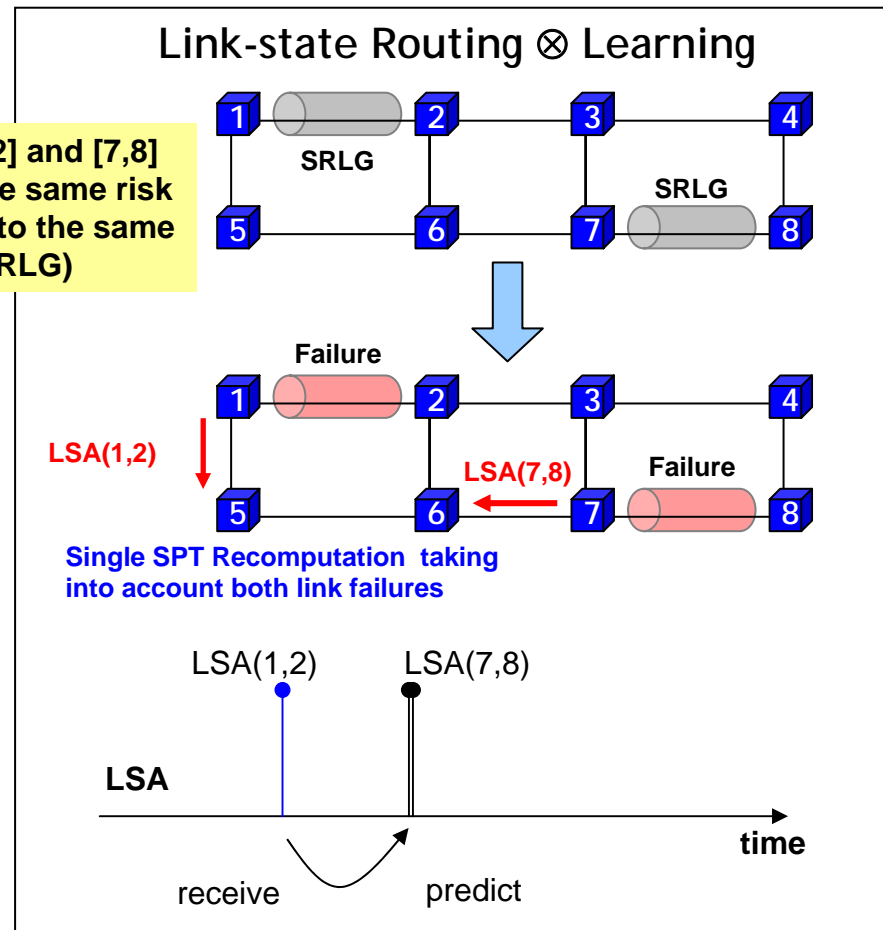 Link-state Routing ⊗ Learning
1
2
3
4
SRLG
2] and [7,8]
e same risk
to the same
RLG)
SRLG
5
6
7
8
Failure
1
2
3
4
LSA(1,2)
LSA(7,8)
Failure
5
6
7
8
Single SPT Recomputation taking
into account both link failures
LSA(1,2)
LSA(7,8)
LSA
time
receive
predict